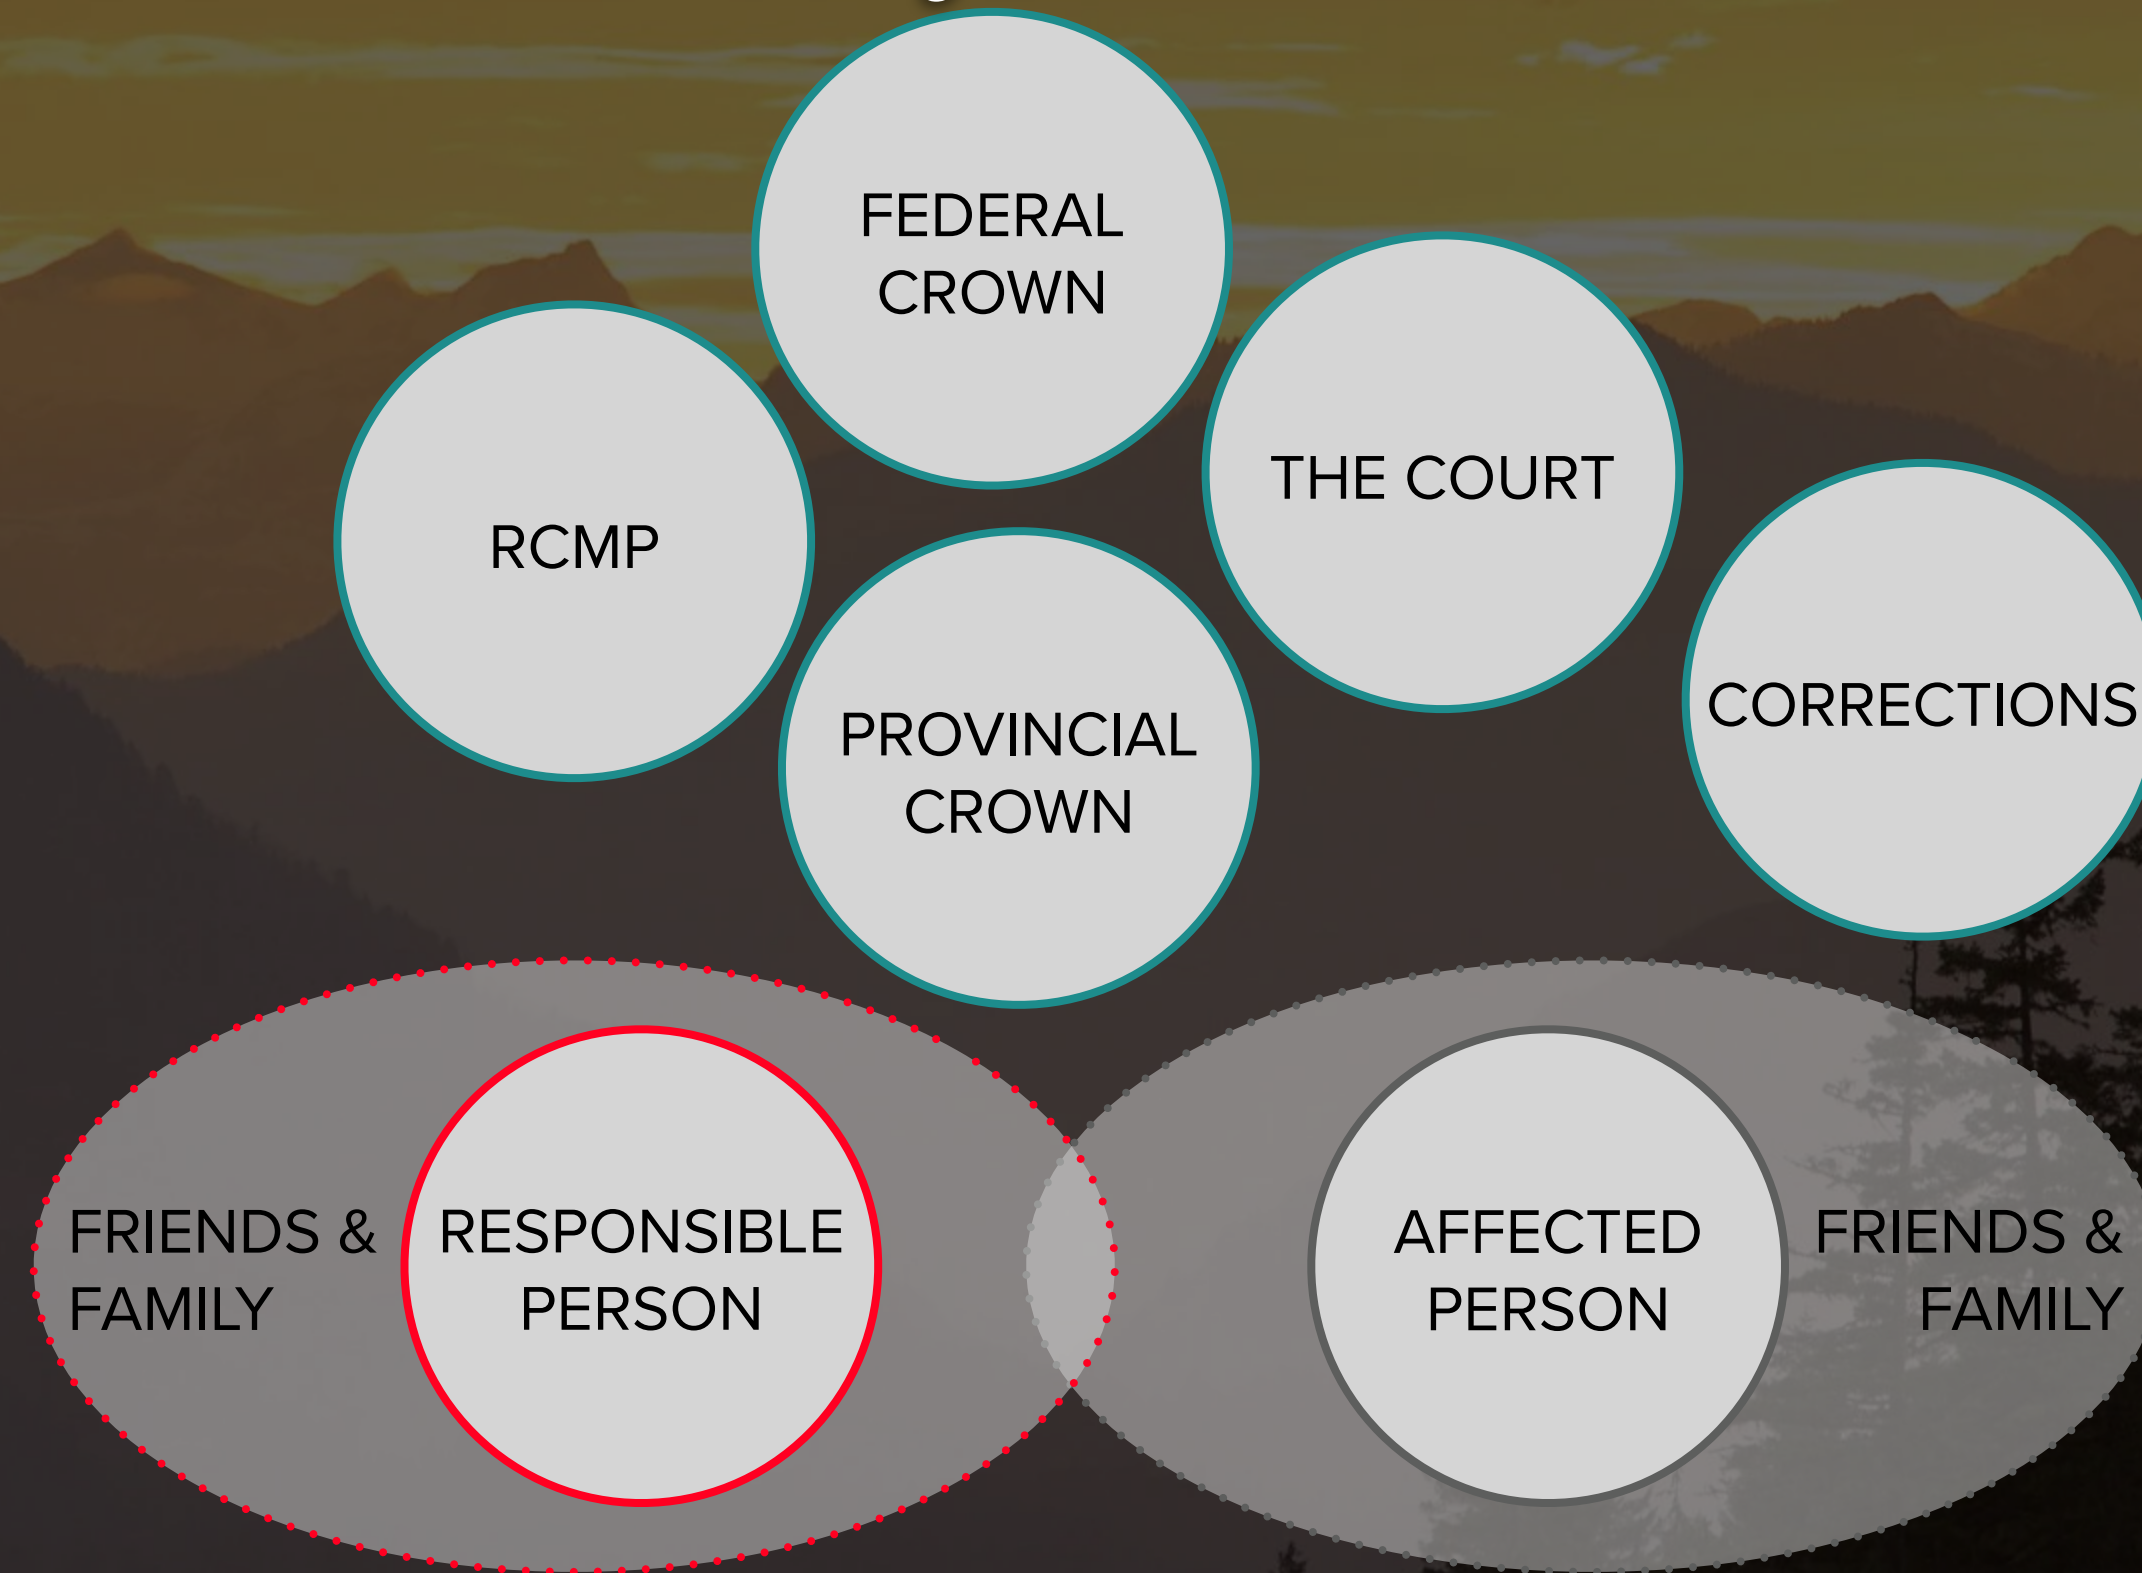 FEDERAL
CROWN
THE COURT
RCMP
CORRECTIONS
PROVINCIAL
CROWN
FRIENDS &
FAMILY
RESPONSIBLE
PERSON
AFFECTED
PERSON
FRIENDS &
FAMILY